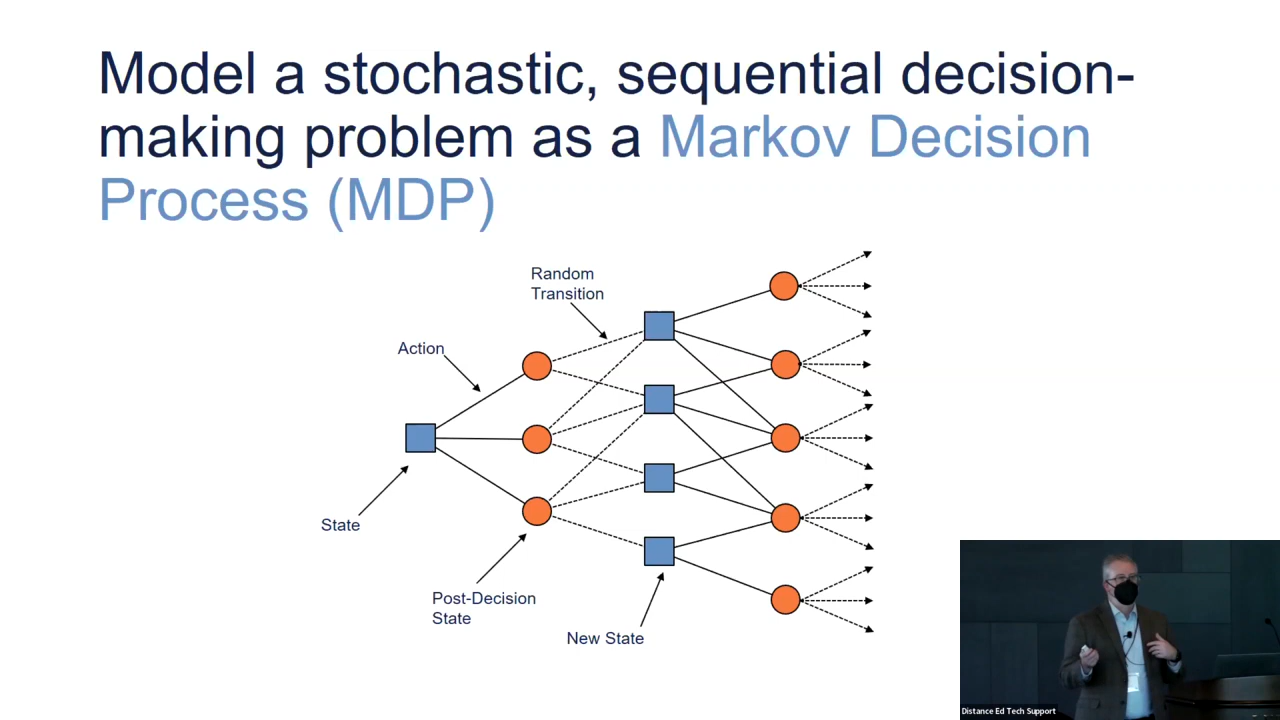 Model a stochastic, sequential decision-
making problem as a Markov Decision
Process (MDP)
Random
Transition
Action
State
Post-Decision
State
New State
Distance Ed Tech Support